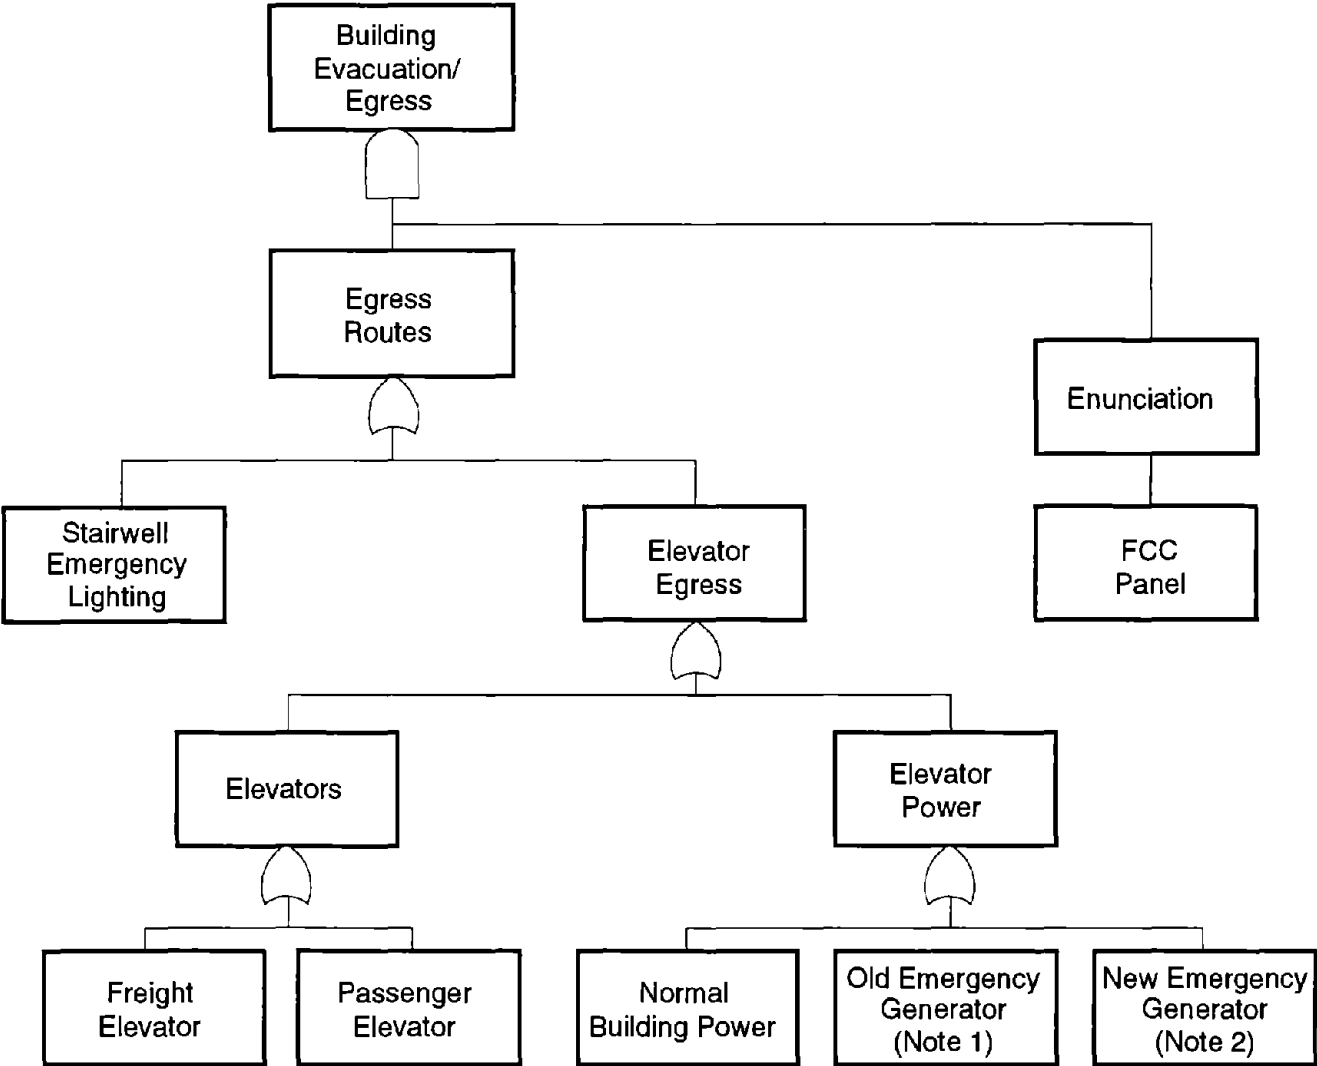 Building
Evacuation/
Egress
Egress
Routes
Enunciation
Stairwell
Emergency
Lighting
Elevator
Egress
FCC
Panel
Elevators
Elevator
Power
Freight
Elevator
Passenger
Elevator
Normal
Building Power
Old Emergency
Generator
(Note 1)
New Emergency
Generator
(Note 2)